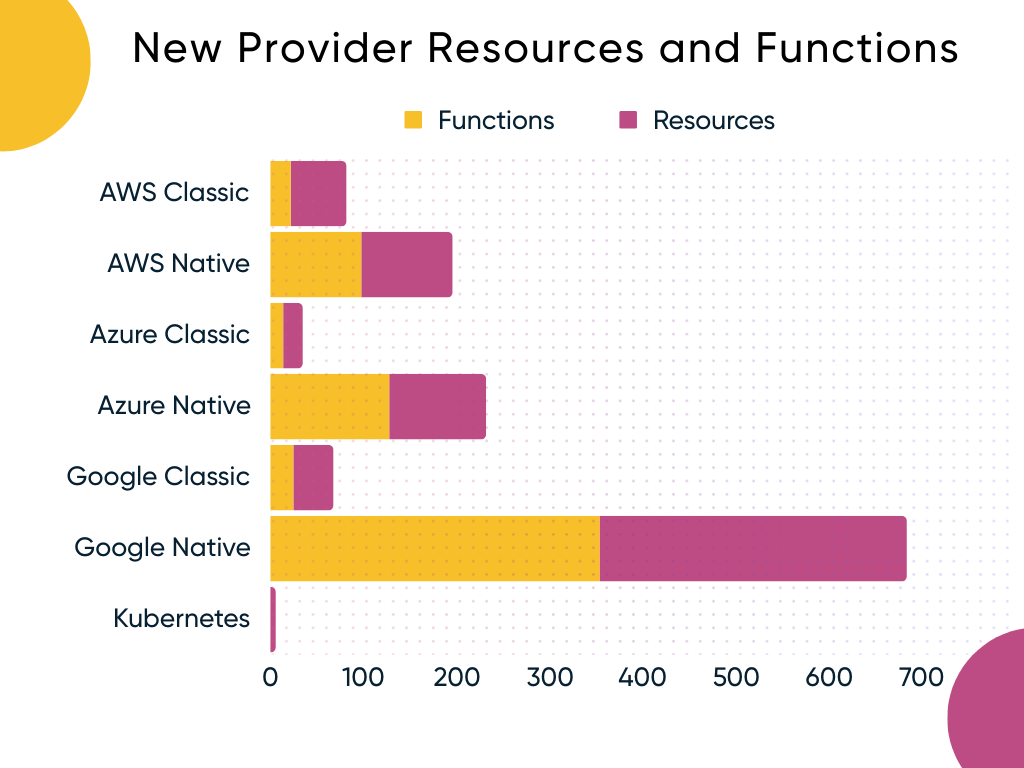 New Provider Resources and Functions
Functions Resources
AWS Classic
AWS Native
Azure Classic
Azure Native
Google Classic
Google Native
Kubernetes
0 100 200 300 400 500 600 700